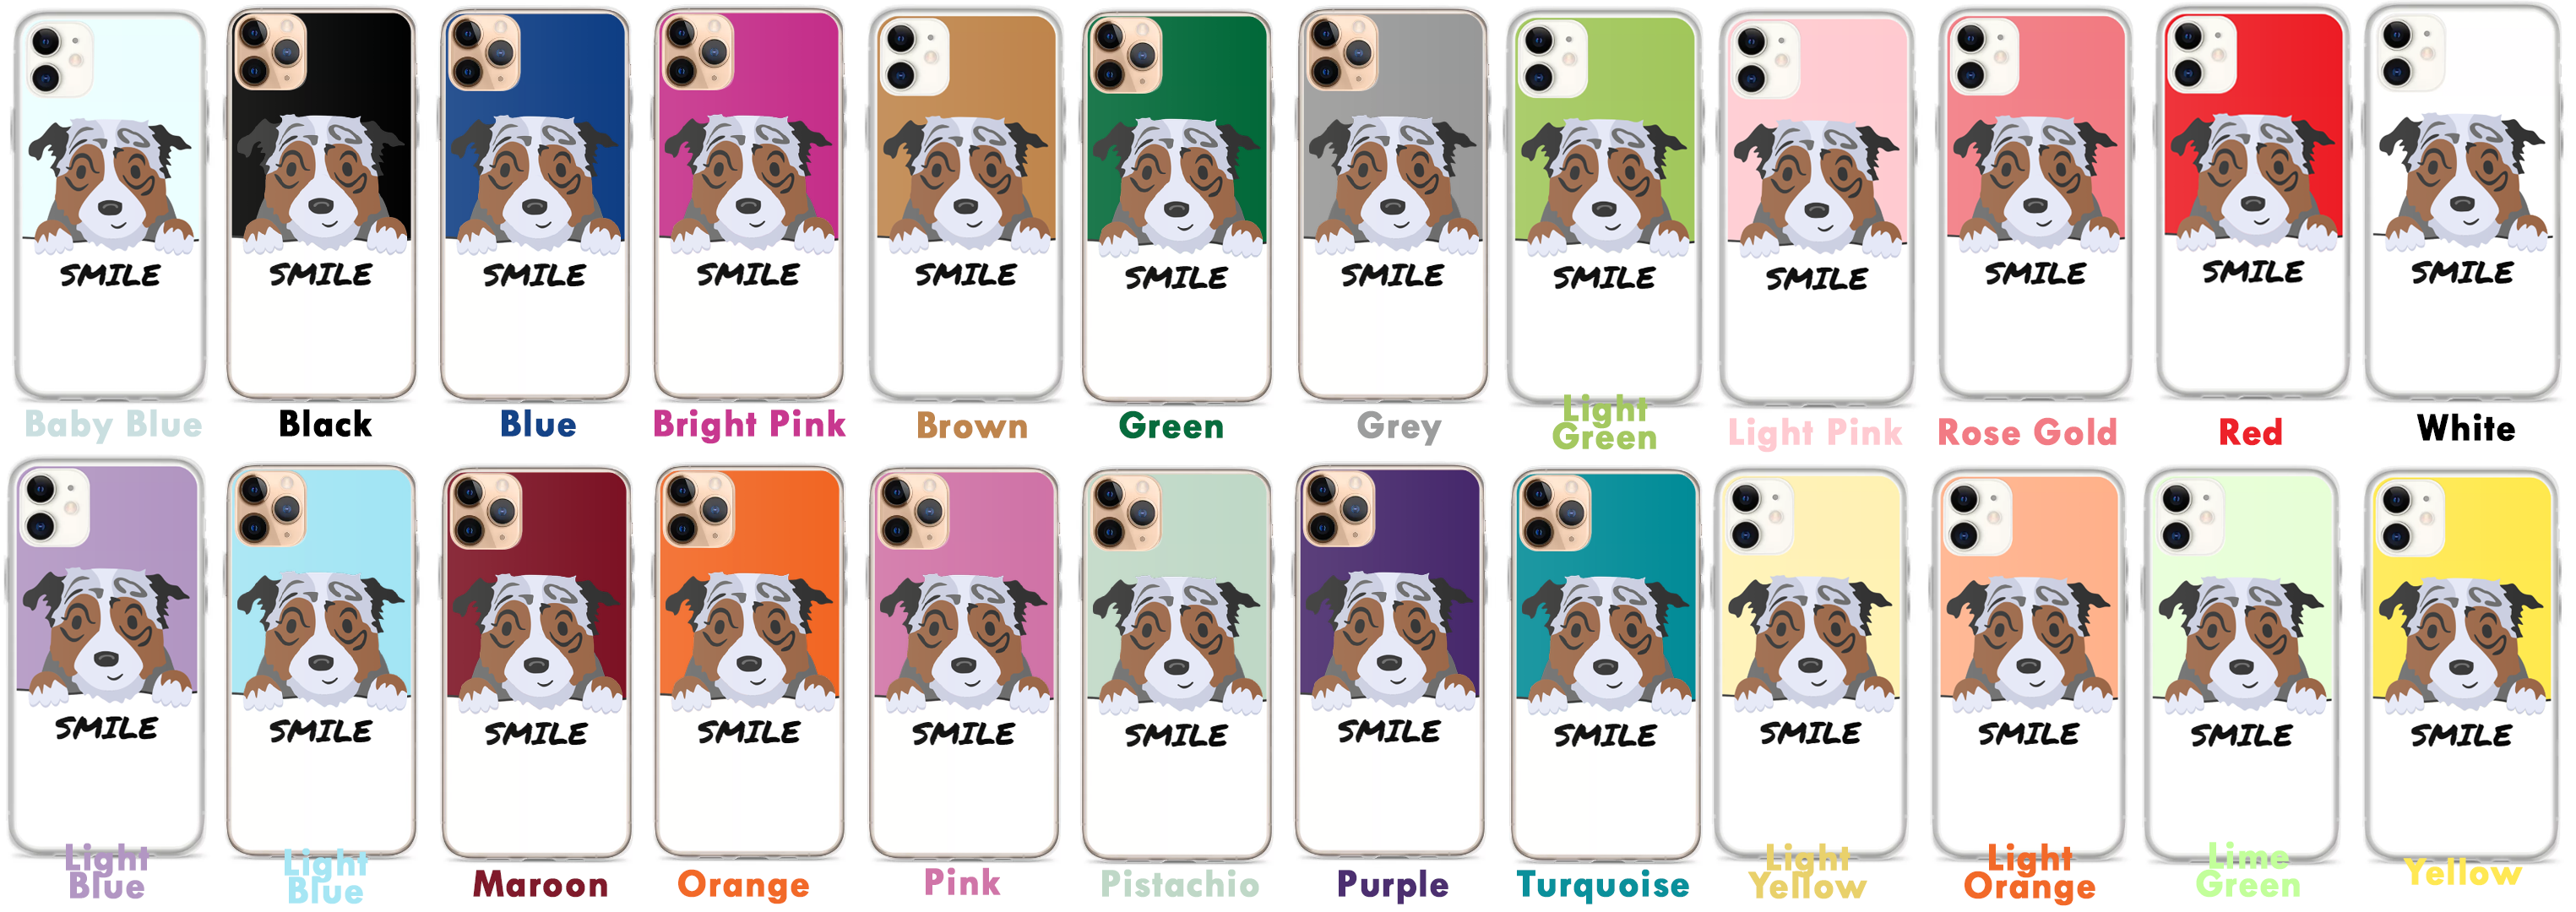 SMILE SMILE SMILE SMILE SMILE SMILE SMILE SMILE SMILE SMILE SMILE SMILE
Baby Blue Black Blue Bright Pink Brown Green Grey Light Green Light Pink Rose Gold Red White
SMILE SMILE SMILE SMILE SMILE SMILE SMILE SMILE SMILE SMILE SMILE SMILE
Light Blue Light Blue Maroon Orange Pink Pistachio Purple Turquoise Light Yellow Light Orange Lime Green Yellow